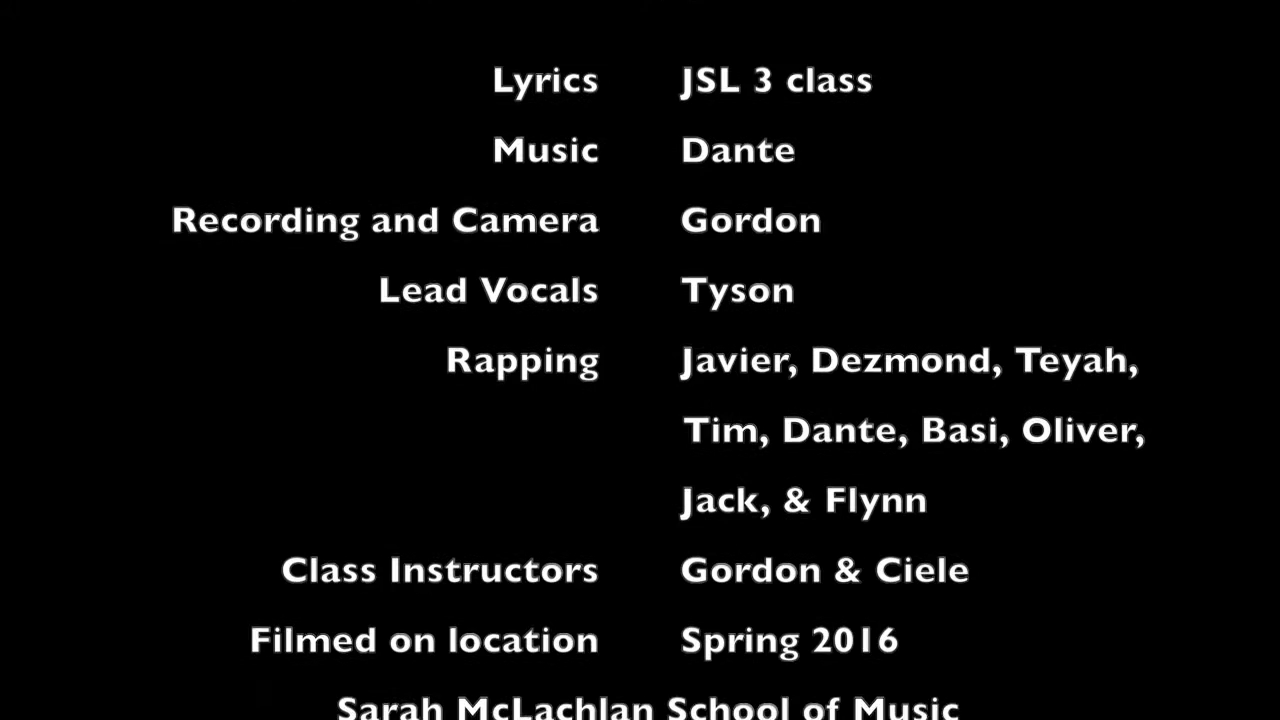 Lyrics JSL 3 class
Music Dante
Recording and Camera Gordon
Lead Vocals Tyson
Rapping Javier, Dezmond, Teyah,
Tim, Dante, Basi, Oliver,
Jack, & Flynn
Class Instructors Gordon & Ciele
Filmed on location Spring 2016
Sarah McLachlan School of Music